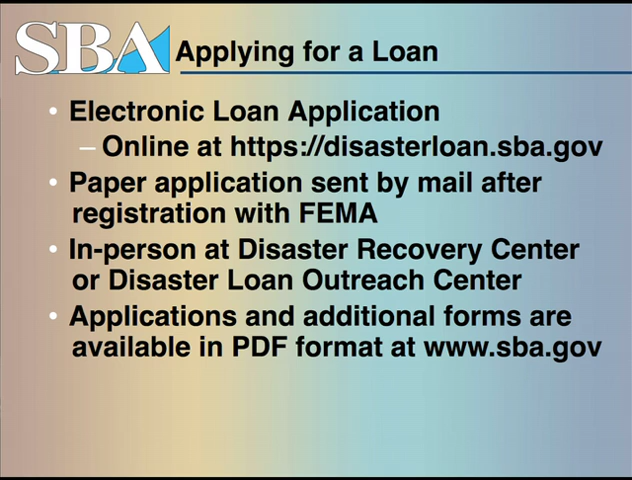 SBA Applying for a Loan
• Electronic Loan Application
– Online at https://disasterloan.sba.gov
• Paper application sent by mail after
registration with FEMA
• In-person at Disaster Recovery Center
or Disaster Loan Outreach Center
• Applications and additional forms are
available in PDF format at www.sba.gov